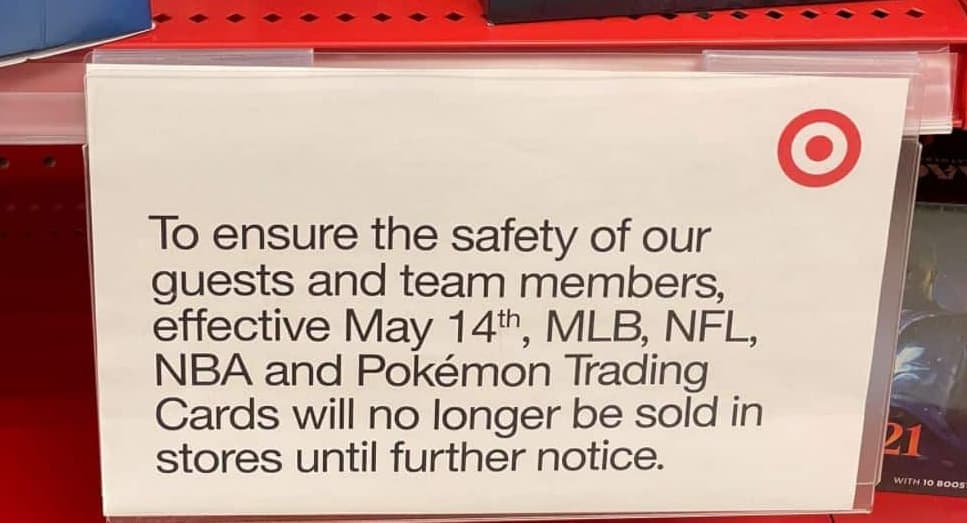 To ensure the safety of our
guests and team members,
effective May 14th, MLB, NFL,
NBA and Pokémon Trading
Cards will no longer be sold in
stores until further notice.
21
WITH 10 BOOS